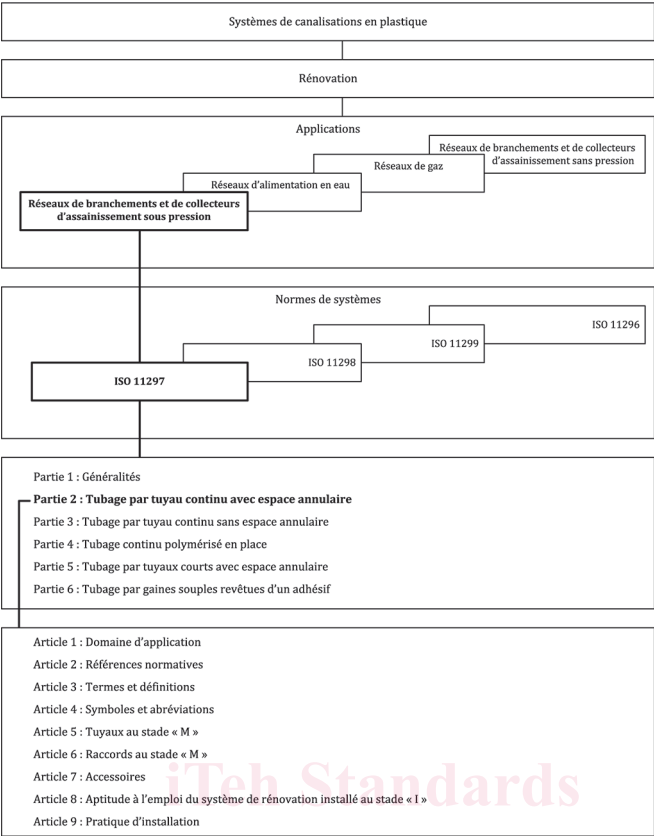 Systèmes de canalisations en plastique
Rénovation
Applications
Réseaux de branchements et de collecteurs
d'assainissement sans pression
Réseaux de gaz
Réseaux d'alimentation en eau
Réseaux de branchements et de collecteurs
d'assainissement sous pression
Normes de systèmes
ISO 11296
ISO 11299
ISO 11298
ISO 11297
Partie 1 : Généralités
Partie 2 : Tubage par tuyau continu avec espace annulaire
Partie 3 : Tubage par tuyau continu sans espace annulaire
Partie 4 : Tubage continu polymérisé en place
Partie 5 : Tubage par tuyaux courts avec espace annulaire
Partie 6 : Tubage par gaines souples revêtues d'un adhésif
Article 1 : Domaine d'application
Article 2 : Références normatives
Article 3 : Termes et définitions
Article 4 : Symboles et abréviations
Article 5 : Tuyaux au stade « M »
Article 6 : Raccords au stade « M »
Article 7 : Accessoires
iTeh Standards
Article 8 : Aptitude à l'emploi du système de rénovation installé au stade « I »
Article 9 : Pratique d'installation